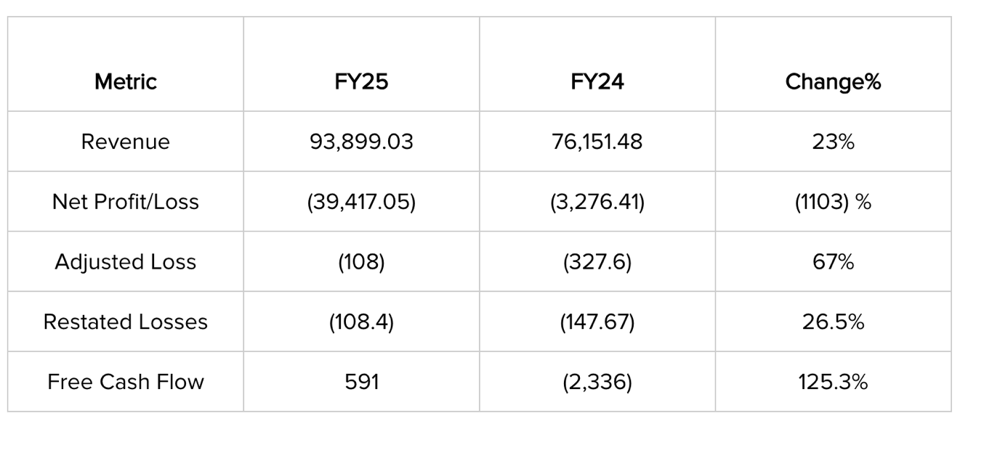 Metric FY25 FY24 Change%
Revenue 93,899.03 76,151.48 23%
Net Profit/Loss (39,417.05) (3,276.41) (1103) %
Adjusted Loss (108) (327.6) 67%
Restated Losses (108.4) (147.67) 26.5%
Free Cash Flow 591 (2,336) 125.3%